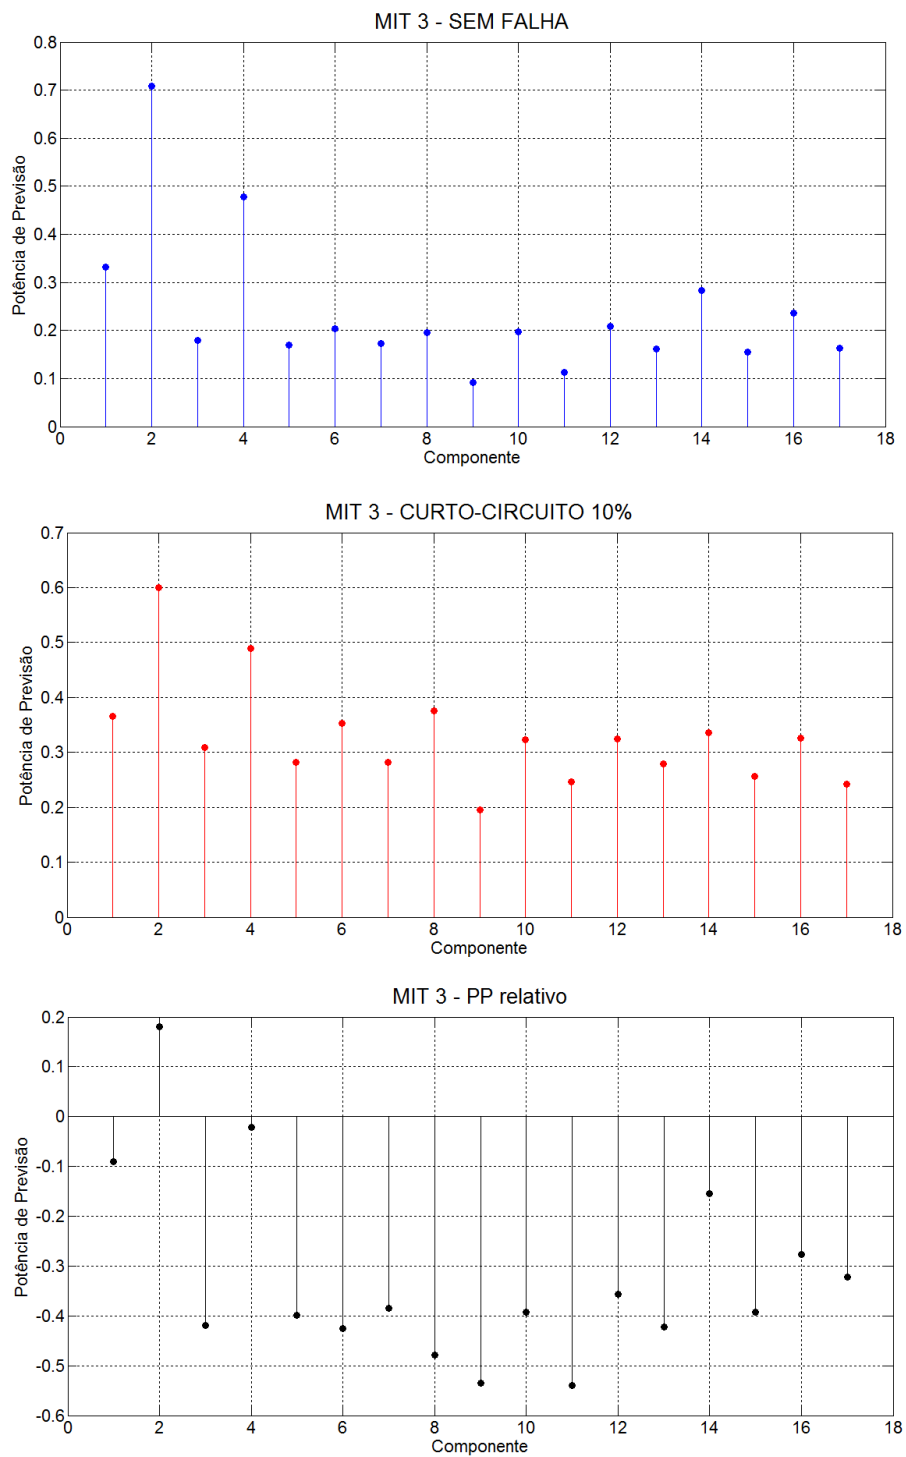 MIT 3 - SEM FALHA
0.8
0.7
0.6
0.5
0.4
0.3
0.2
0.1
0
Potência de Previsão
0 2 4 6 8 10 12 14 16 18
Componente
MIT 3 - CURTO-CIRCUITO 10%
0.7
0.6
0.5
0.4
0.3
0.2
0.1
0
Potência de Previsão
0 2 4 6 8 10 12 14 16 18
Componente
MIT 3 - PP relativo
0.2
0.1
0
-0.1
-0.2
-0.3
-0.4
-0.5
-0.6
Potência de Previsão
0 2 4 6 8 10 12 14 16 18
Componente